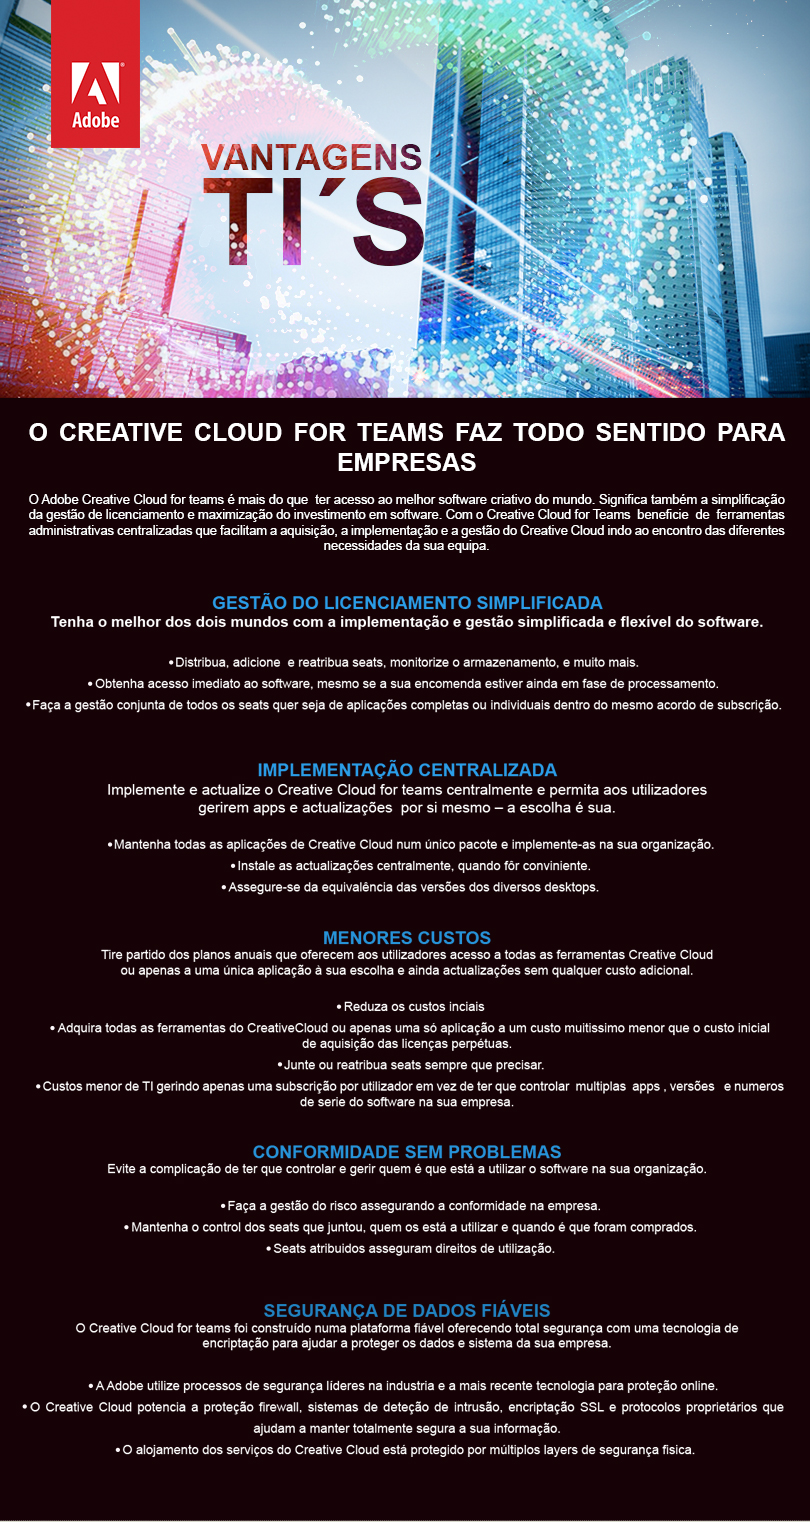 Adobe
VANTAGENS
TI´S
O CREATIVE CLOUD FOR TEAMS FAZ TODO SENTIDO PARA
EMPRESAS
O Adobe Creative Cloud for teams é mais do que ter acesso ao melhor software criativo do mundo. Significa também a simplificação
da gestão de licenciamento e maximização do investimento em software. Com o Creative Cloud for Teams beneficie de ferramentas
administrativas centralizadas que facilitam a aquisição, a implementação e a gestão do Creative Cloud indo ao encontro das diferentes
necessidades da sua equipa.
GESTÃO DO LICENCIAMENTO SIMPLIFICADA
Tenha o melhor dos dois mundos com a implementação e gestão simplificada e flexível do software.
• Distribua, adicione e reatribua seats, monitorize o armazenamento, e muito mais.
• Obtenha acesso imediato ao software, mesmo se a sua encomenda estiver ainda em fase de processamento.
• Faça a gestão conjunta de todos os seats quer seja de aplicações completas ou individuais dentro do mesmo acordo de subscrição.
IMPLEMENTAÇÃO CENTRALIZADA
Implemente e actualize o Creative Cloud for teams centralmente e permita aos utilizadores
gerirem apps e actualizações por si mesmo – a escolha é sua.
• Mantenha todas as aplicações de Creative Cloud num único pacote e implemente-as na sua organização.
• Instale as actualizações centralmente, quando fôr conviniente.
• Assegure-se da equivalência das versões dos diversos desktops.
MENORES CUSTOS
Tire partido dos planos anuais que oferecem aos utilizadores acesso a todas as ferramentas Creative Cloud
ou apenas a uma única aplicação à sua escolha e ainda actualizações sem qualquer custo adicional.
• Reduza os custos inciais
• Adquira todas as ferramentas do CreativeCloud ou apenas uma só aplicação a um custo muitissimo menor que o custo inicial
de aquisição das licenças perpétuas.
• Junte ou reatribua seats sempre que precisar.
• Custos menor de TI gerindo apenas uma subscrição por utilizador em vez de ter que controlar multiplas apps , versões e numeros
de serie do software na sua empresa.
CONFORMIDADE SEM PROBLEMAS
Evite a complicação de ter que controlar e gerir quem é que está a utilizar o software na sua organização.
• Faça a gestão do risco assegurando a conformidade na empresa.
• Mantenha o control dos seats que juntou, quem os está a utilizar e quando é que foram comprados.
• Seats atribuidos asseguram direitos de utilização.
SEGURANÇA DE DADOS FIÁVEIS
O Creative Cloud for teams foi construído numa plataforma fiável oferecendo total segurança com uma tecnologia de
encriptação para ajudar a proteger os dados e sistema da sua empresa.
• A Adobe utilize processos de segurança líderes na industria e a mais recente tecnologia para proteção online.
• O Creative Cloud potencia a proteção firewall, sistemas de deteção de intrusão, encriptação SSL e protocolos proprietários que
ajudam a manter totalmente segura a sua informação.
• O alojamento dos serviços do Creative Cloud está protegido por múltiplos layers de segurança fisica.